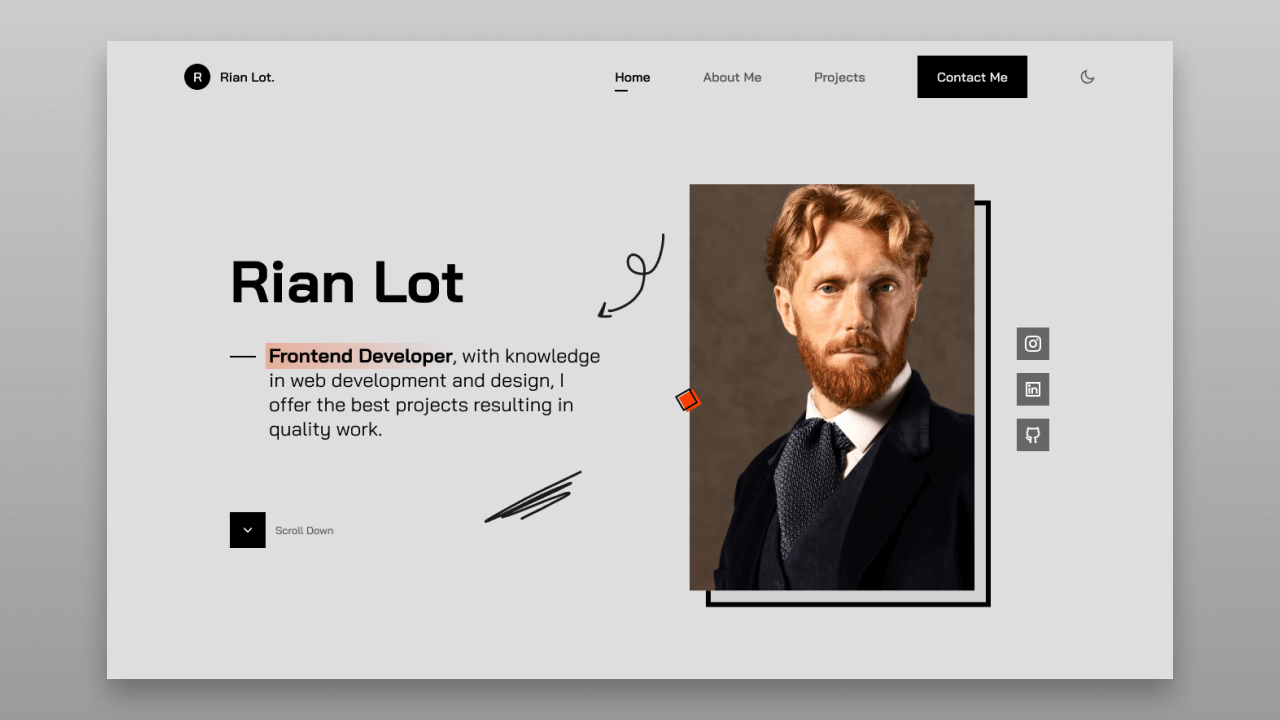 R Rian Lot.
Home About Me Projects Contact Me
Rian Lot
Frontend Developer, with knowledge
in web development and design, I
offer the best projects resulting in
quality work.
Scroll Down
in